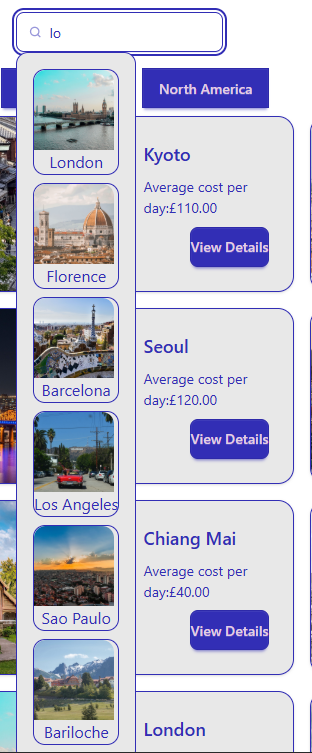 lo
North America
London
Florence
Barcelona
Los Angeles
Sao Paulo
Bariloche
Kyoto
Average cost per
day:£110.00
View Details
Seoul
Average cost per
day:£120.00
View Details
Chiang Mai
Average cost per
day:£40.00
View Details
London